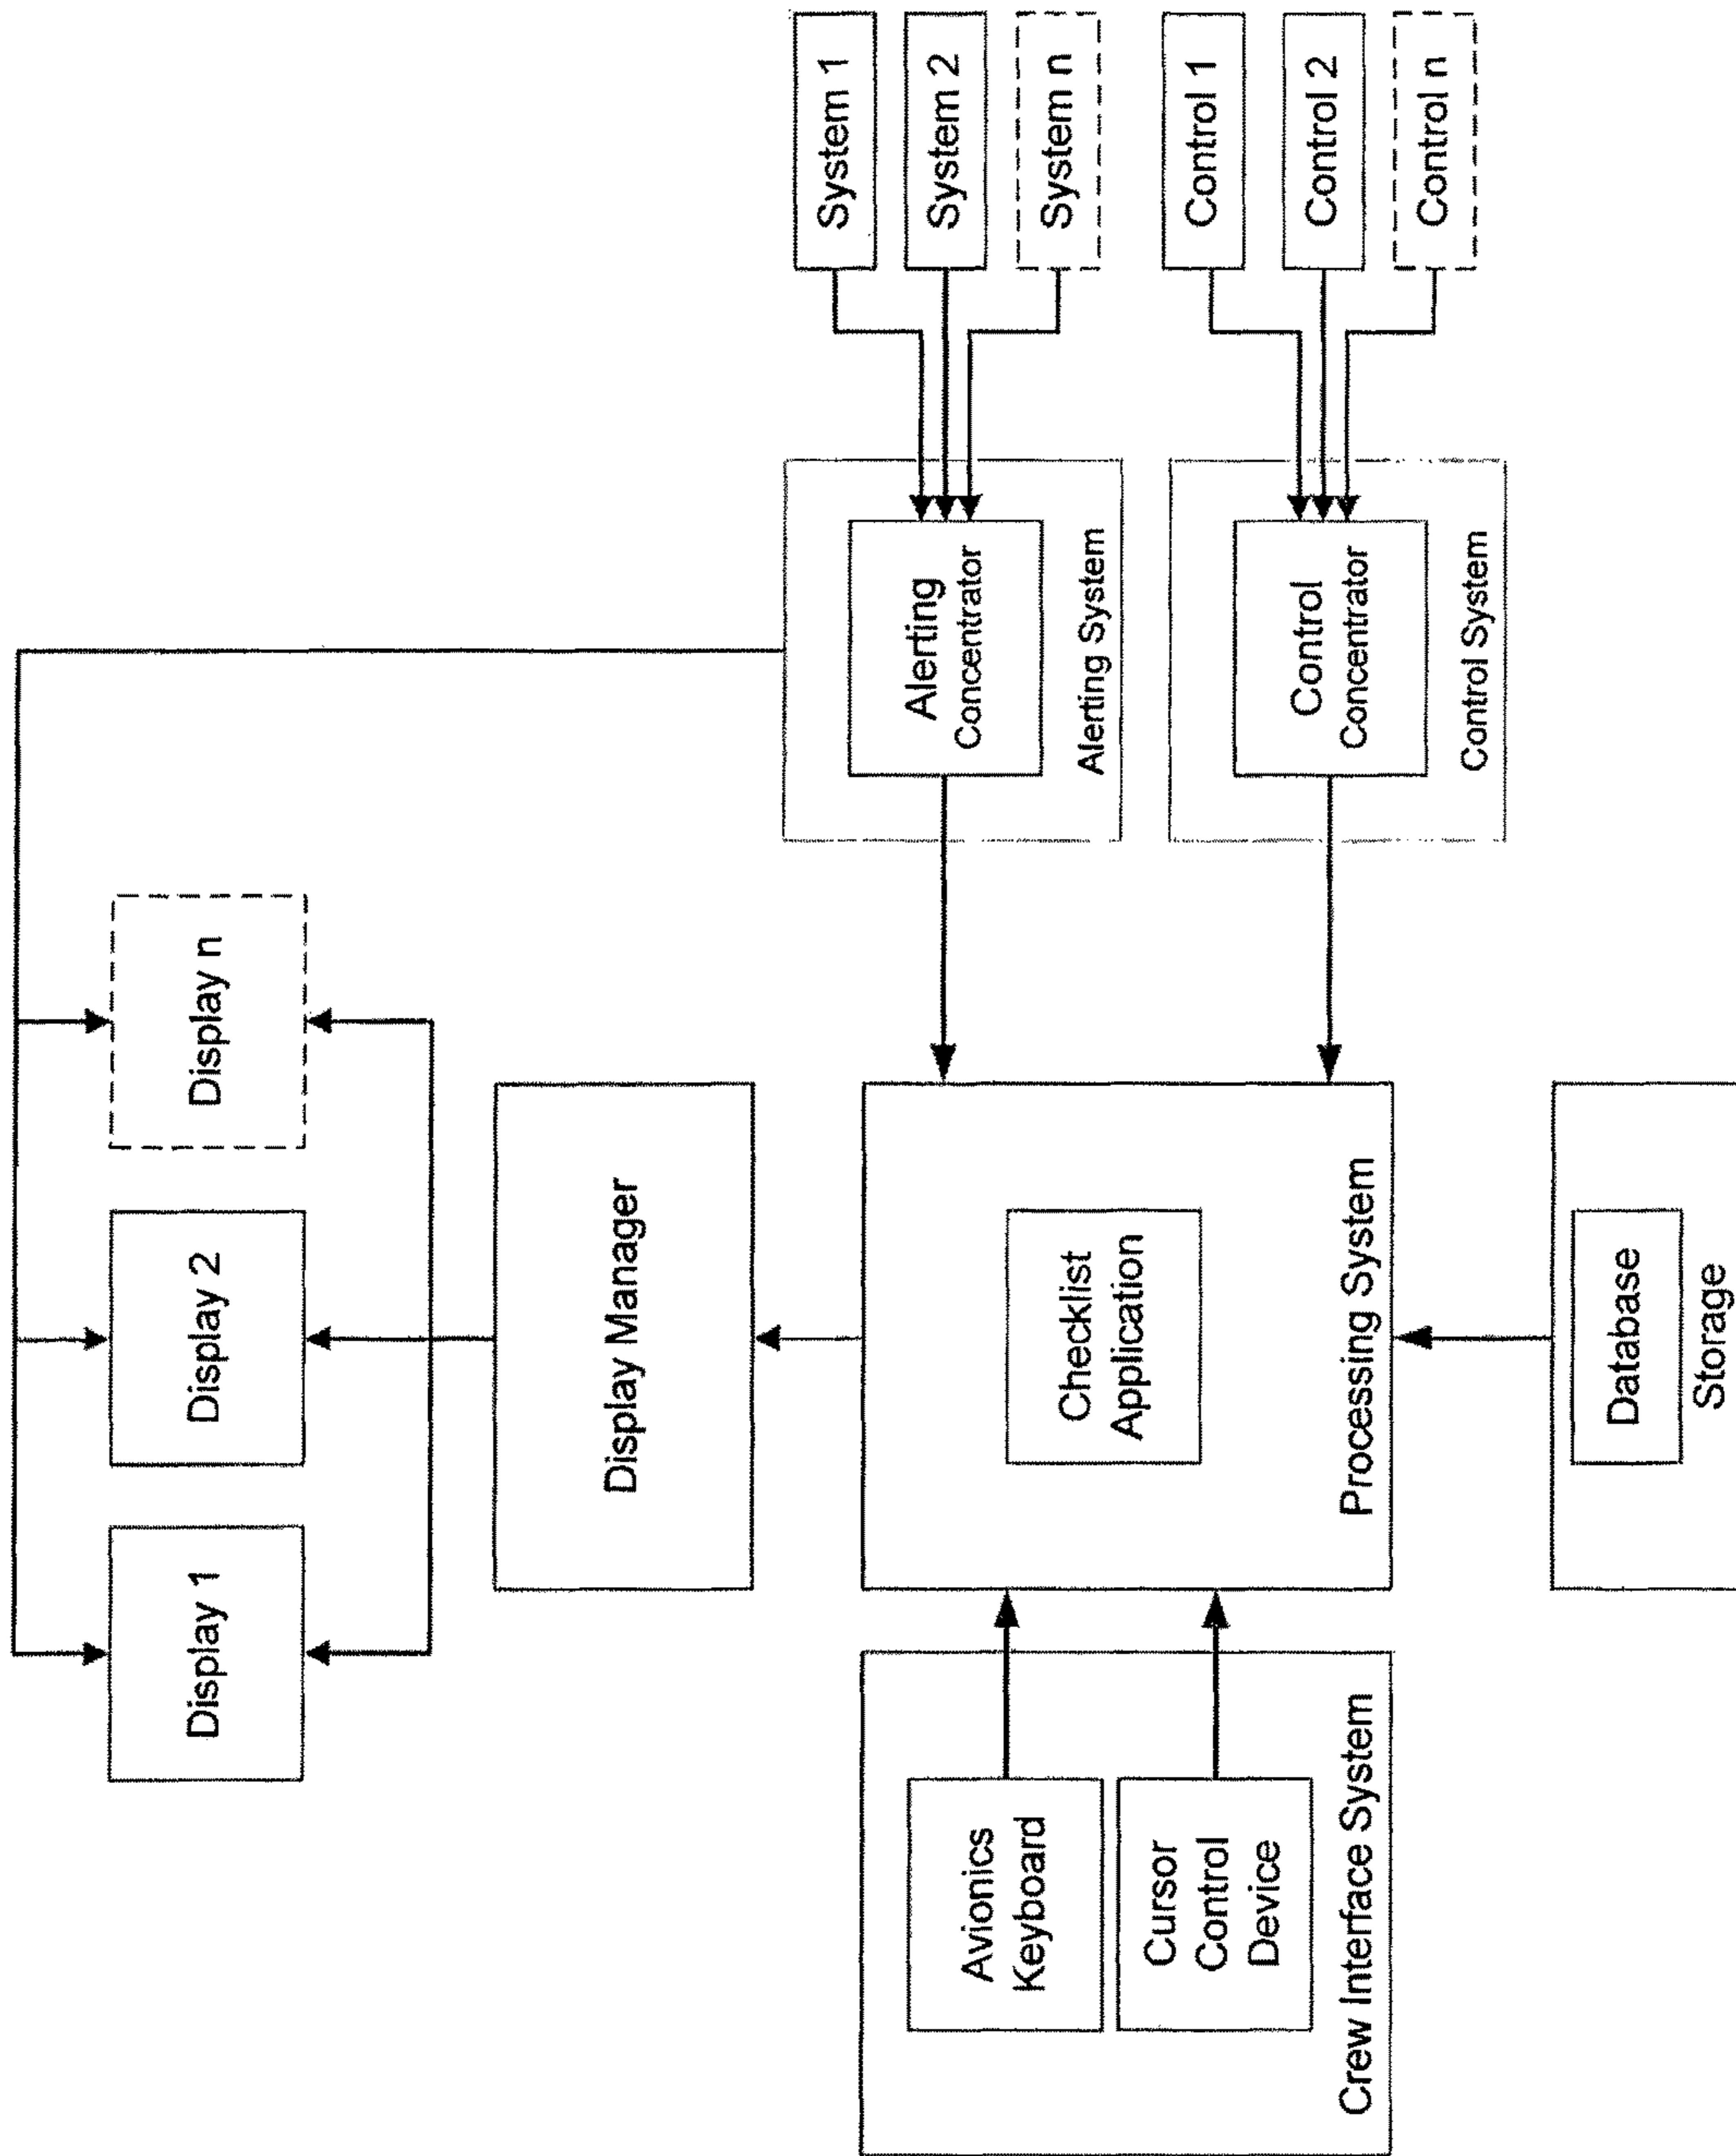 Display 1
Display 2
Display n
Display Manager
System 1
System 2
System n
Avionics
Keyboard
Cursor
Control
Device
Crew Interface System
Checklist
Application
Processing System
Alerting
Concentrator
Alerting System
Control
Concentrator
Control System
Control 1
Control 2
Control n
Database
Storage